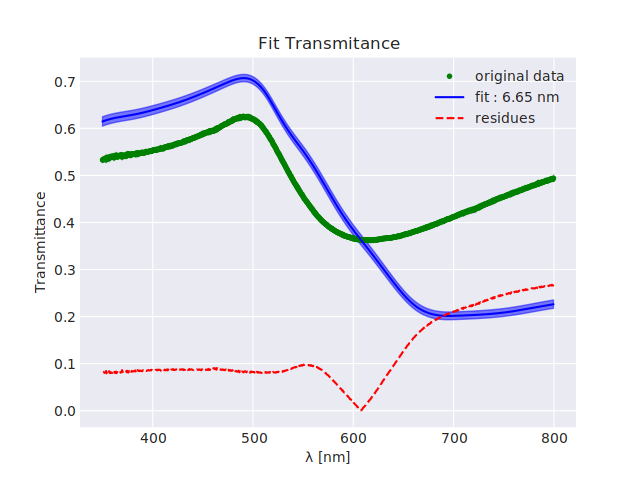 Fit Transmitance
original data
fit : 6.65 nm
residues
Transmittance
0.7
0.6
0.5
0.4
0.3
0.2
0.1
0.0
400 500 600 700 800
λ [nm]